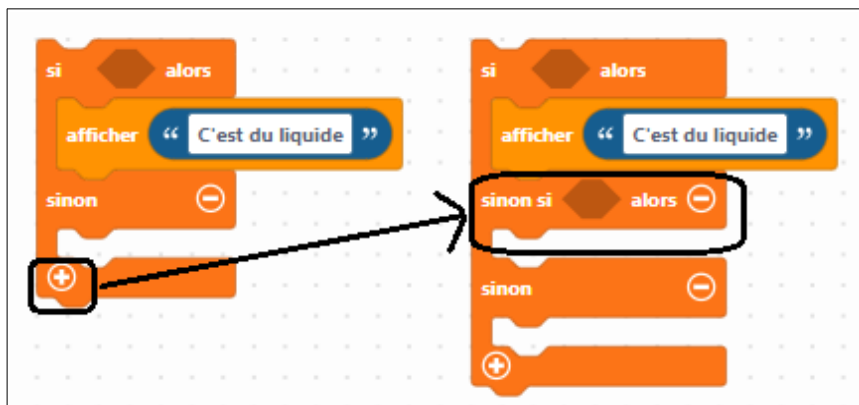 si alors
afficher “ C'est du liquide ”
sinon
si alors
afficher “ C'est du liquide ”
sinon si alors
sinon